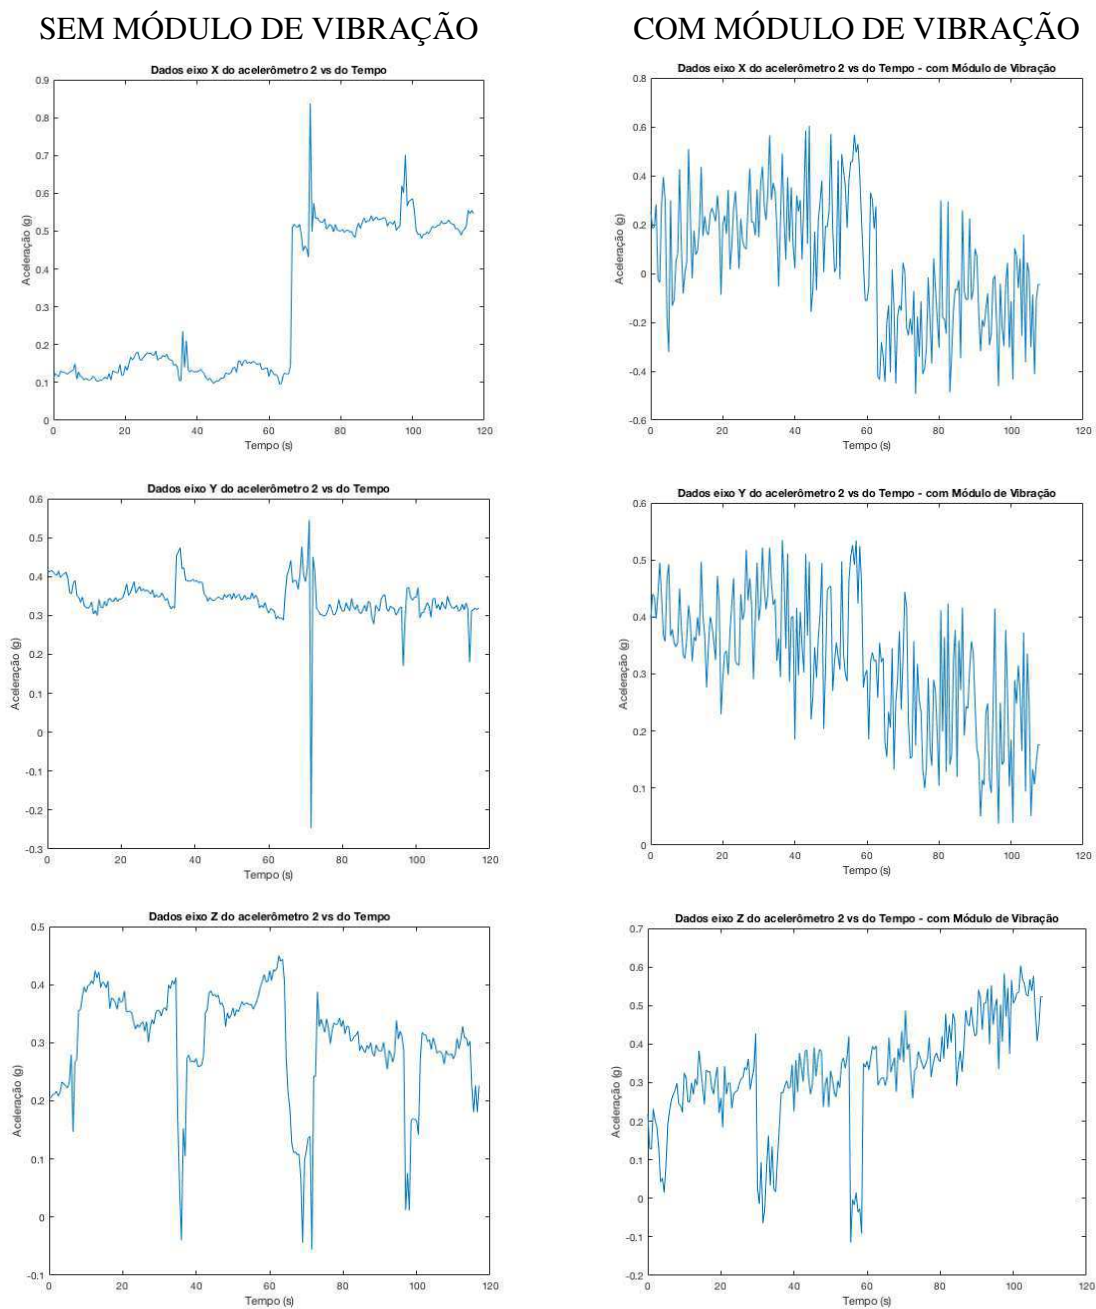 SEM MÓDULO DE VIBRAÇÃO
COM MÓDULO DE VIBRAÇÃO
Dados eixo X do acelerômetro 2 vs do Tempo
Aceleração (g)
0.9
0.8
0.7
0.6
0.5
0.4
0.3
0.2
0.1
0
0 20 40 60 80 100 120
Tempo (s)
Dados eixo X do acelerômetro 2 vs do Tempo - com Módulo de Vibração
Aceleração (g)
0.8
0.6
0.4
0.2
0
-0.2
-0.4
-0.6
0 20 40 60 80 100 120
Tempo (s)
Dados eixo Y do acelerômetro 2 vs do Tempo
Aceleração (g)
0.6
0.5
0.4
0.3
0.2
0.1
0
-0.1
-0.2
-0.3
0 20 40 60 80 100 120
Tempo (s)
Dados eixo Y do acelerômetro 2 vs do Tempo - com Módulo de Vibração
Aceleração (g)
0.6
0.5
0.4
0.3
0.2
0.1
0
0 20 40 60 80 100 120
Tempo (s)
Dados eixo Z do acelerômetro 2 vs do Tempo
Aceleração (g)
0.5
0.4
0.3
0.2
0.1
0
-0.1
0 20 40 60 80 100 120
Tempo (s)
Dados eixo Z do acelerômetro 2 vs do Tempo - com Módulo de Vibração
Aceleração (g)
0.7
0.6
0.5
0.4
0.3
0.2
0.1
0
-0.1
-0.2
0 20 40 60 80 100 120
Tempo (s)